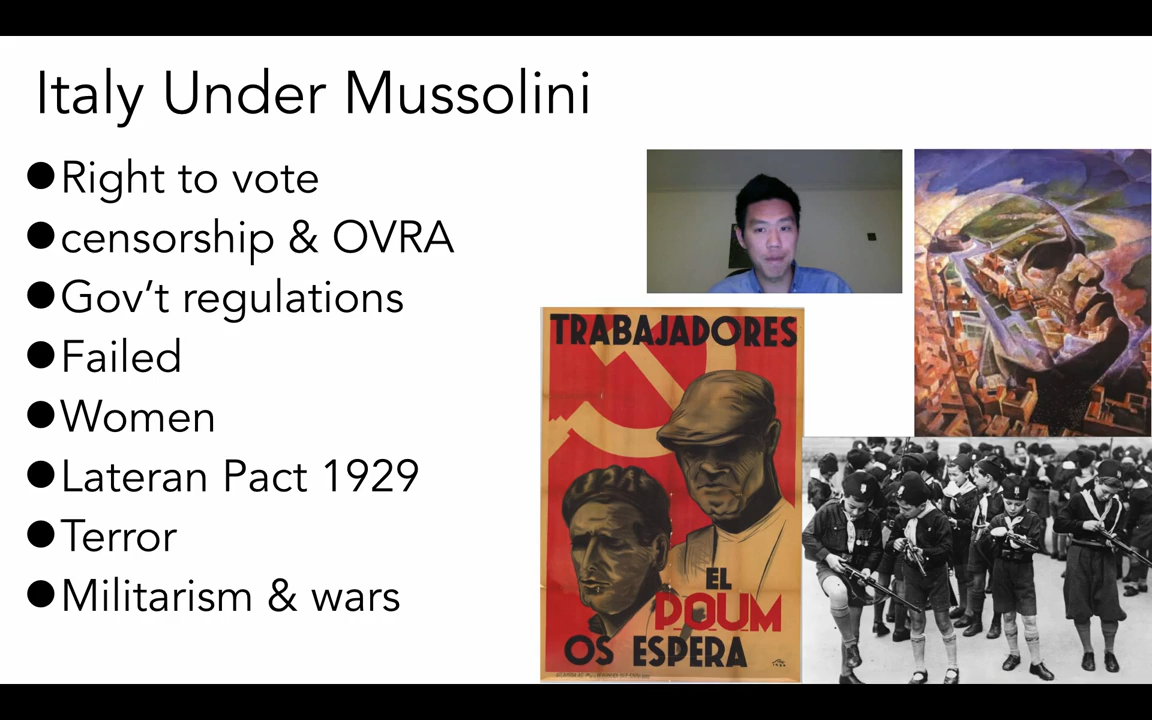 Italy Under Mussolini
Right to vote
censorship & OVRA
Gov't regulations
Failed
Women
Lateran Pact 1929
Terror
Militarism & wars
TRABAJADORES
EL
POUM
OS ESPERA